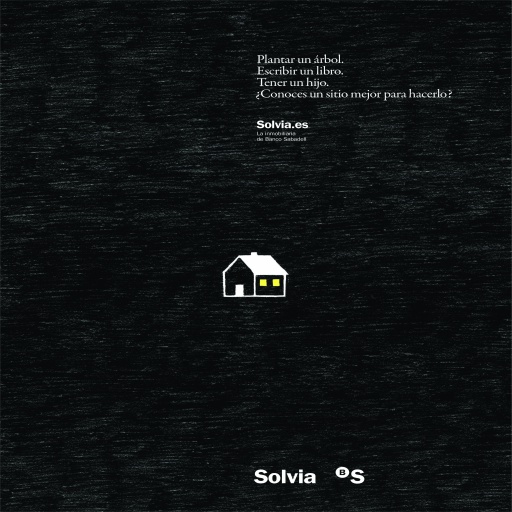 Plantar un árbol.
Escribir un libro.
Tener un hijo.
¿Conoces un sitio mejor para hacerlo?
Solvia.es
La Inmobiliaria
de Banco Sabadell
Solvia BS